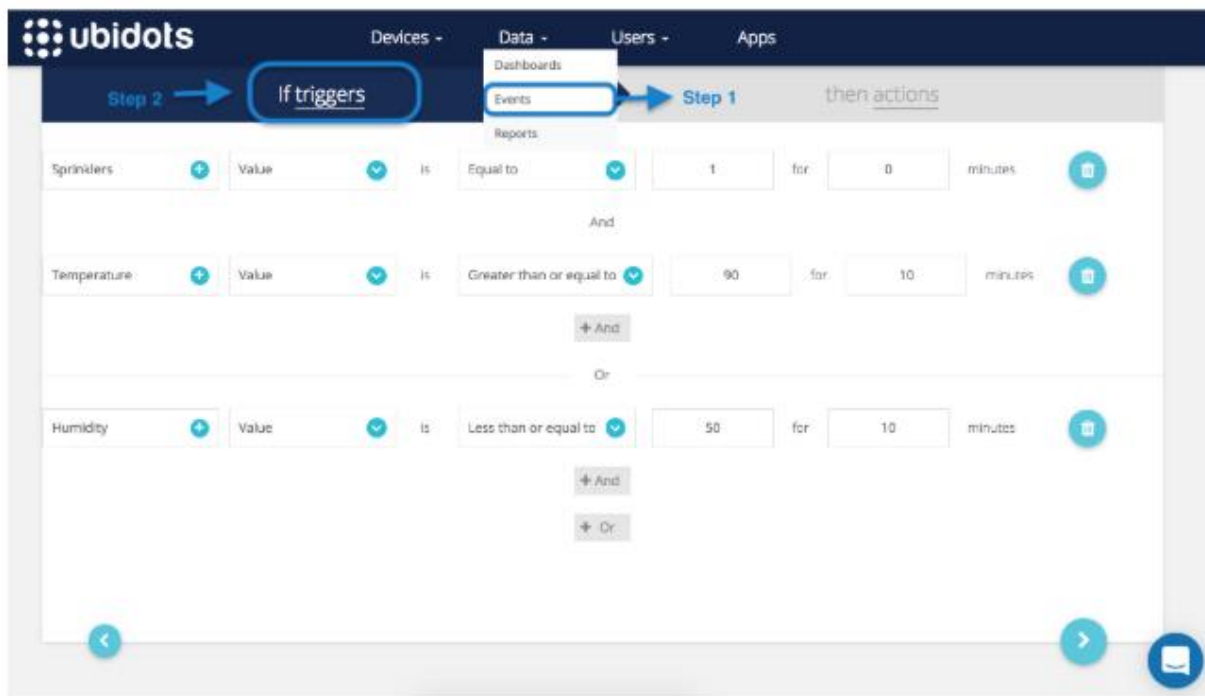 ubidots
Devices Data Users Apps
Dashboards
Events
Reports
Step 1
Step 2
If triggers
then actions
Sprinklers Value is Equal to 1 for 0 minutes
And
Temperature Value is Greater than or equal to 90 for 10 minutes
+ And
Or
Humidity Value is Less than or equal to 50 for 10 minutes
+ And
+ Or